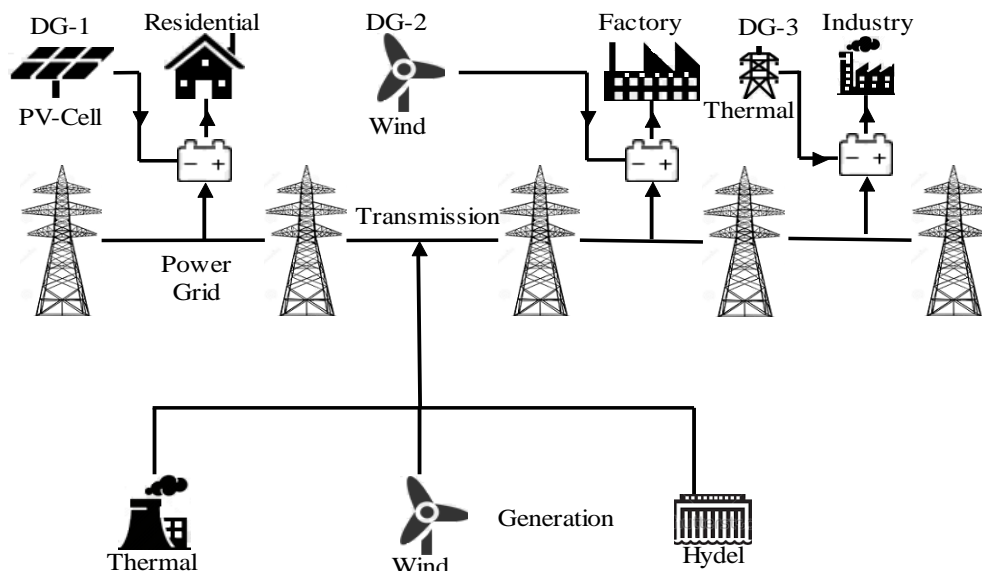 DG-1
Residential
DG-2
Factory
DG-3
Industry
PV-Cell
Wind
Thermal
Transmission
Power
Grid
Generation
Thermal
Wind
Hydel